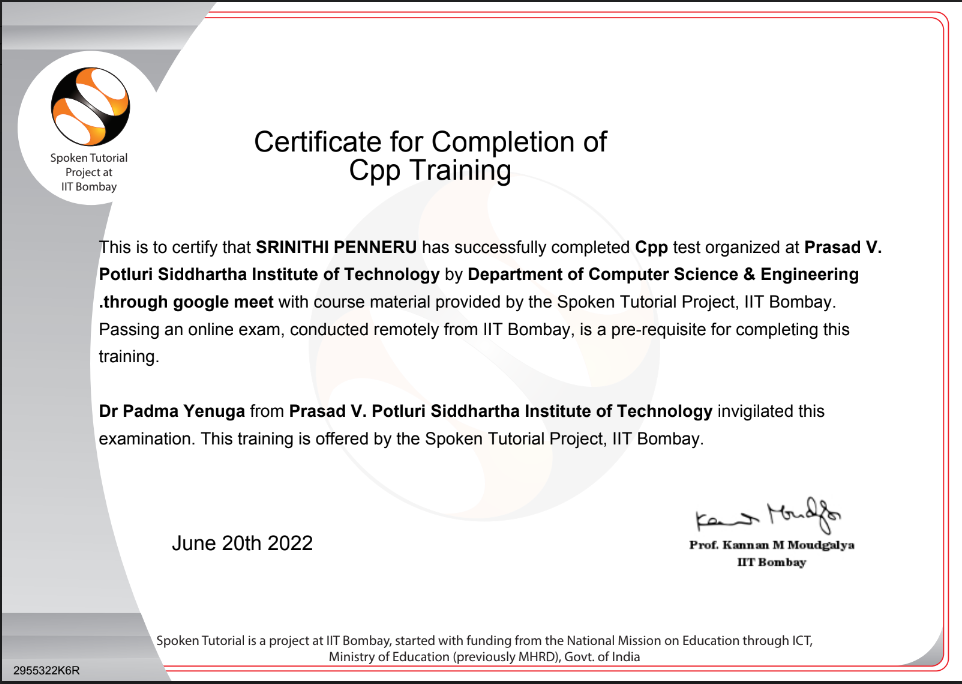 Spoken Tutorial
Project at
IIT Bombay
Certificate for Completion of
Cpp Training
This is to certify that SRINITHI PENNERU has successfully completed Cpp test organized at Prasad V.
Potluri Siddhartha Institute of Technology by Department of Computer Science & Engineering
.through google meet with course material provided by the Spoken Tutorial Project, IIT Bombay.
Passing an online exam, conducted remotely from IIT Bombay, is a pre-requisite for completing this
training.
Dr Padma Yenuga from Prasad V. Potluri Siddhartha Institute of Technology invigilated this
examination. This training is offered by the Spoken Tutorial Project, IIT Bombay.
June 20th 2022
Prof. Kannan M Moudgalya
IIT Bombay
Spoken Tutorial is a project at IIT Bombay, started with funding from the National Mission on Education through ICT,
Ministry of Education (previously MHRD), Govt. of India
2955322K6R